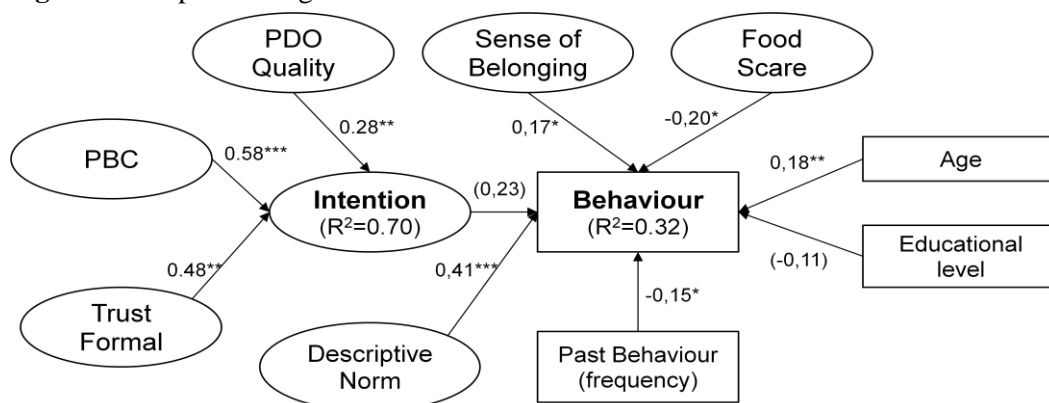 PDO
Quality
Sense of
Belonging
Food
Scare
0.28**
0,17*
-0,20*
PBC
0.58***
0,18**
Age
Intention
(R²=0.70)
(0,23)
Behaviour
(R²=0.32)
0.48**
0,41***
(-0,11)
Educational
level
Trust
Formal
-0,15*
Descriptive
Norm
Past Behaviour
(frequency)